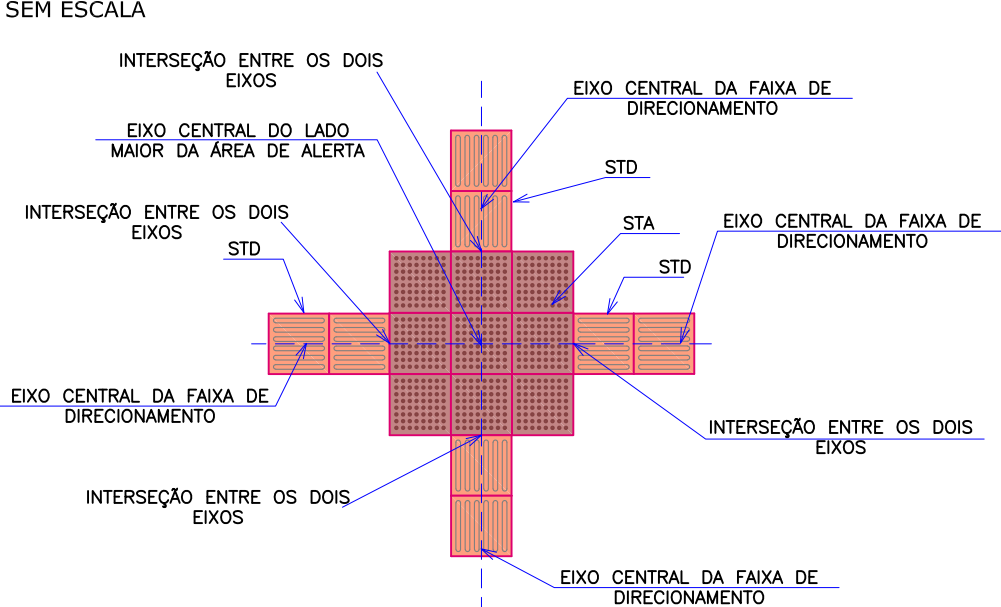 SEM ESCALA
INTERSEÇÃO ENTRE OS DOIS
EIXOS
EIXO CENTRAL DA FAIXA DE
DIRECIONAMENTO
EIXO CENTRAL DO LADO
MAIOR DA ÁREA DE ALERTA
STD
INTERSEÇÃO ENTRE OS DOIS
EIXOS
STA
EIXO CENTRAL DA FAIXA DE
DIRECIONAMENTO
STD
STD
EIXO CENTRAL DA FAIXA DE
DIRECIONAMENTO
INTERSEÇÃO ENTRE OS DOIS
EIXOS
INTERSEÇÃO ENTRE OS DOIS
EIXOS
EIXO CENTRAL DA FAIXA DE
DIRECIONAMENTO